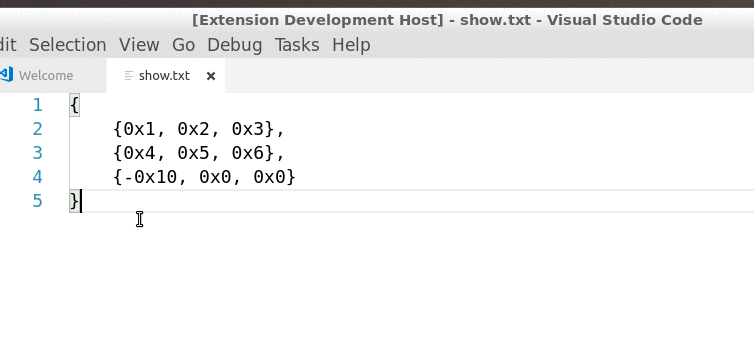 [Extension Development Host] - show.txt - Visual Studio Code
dit Selection View Go Debug Tasks Help
Welcome show.txt ×
1 {
2     {0x1, 0x2, 0x3},
3     {0x4, 0x5, 0x6},
4     {-0x10, 0x0, 0x0}
5 }